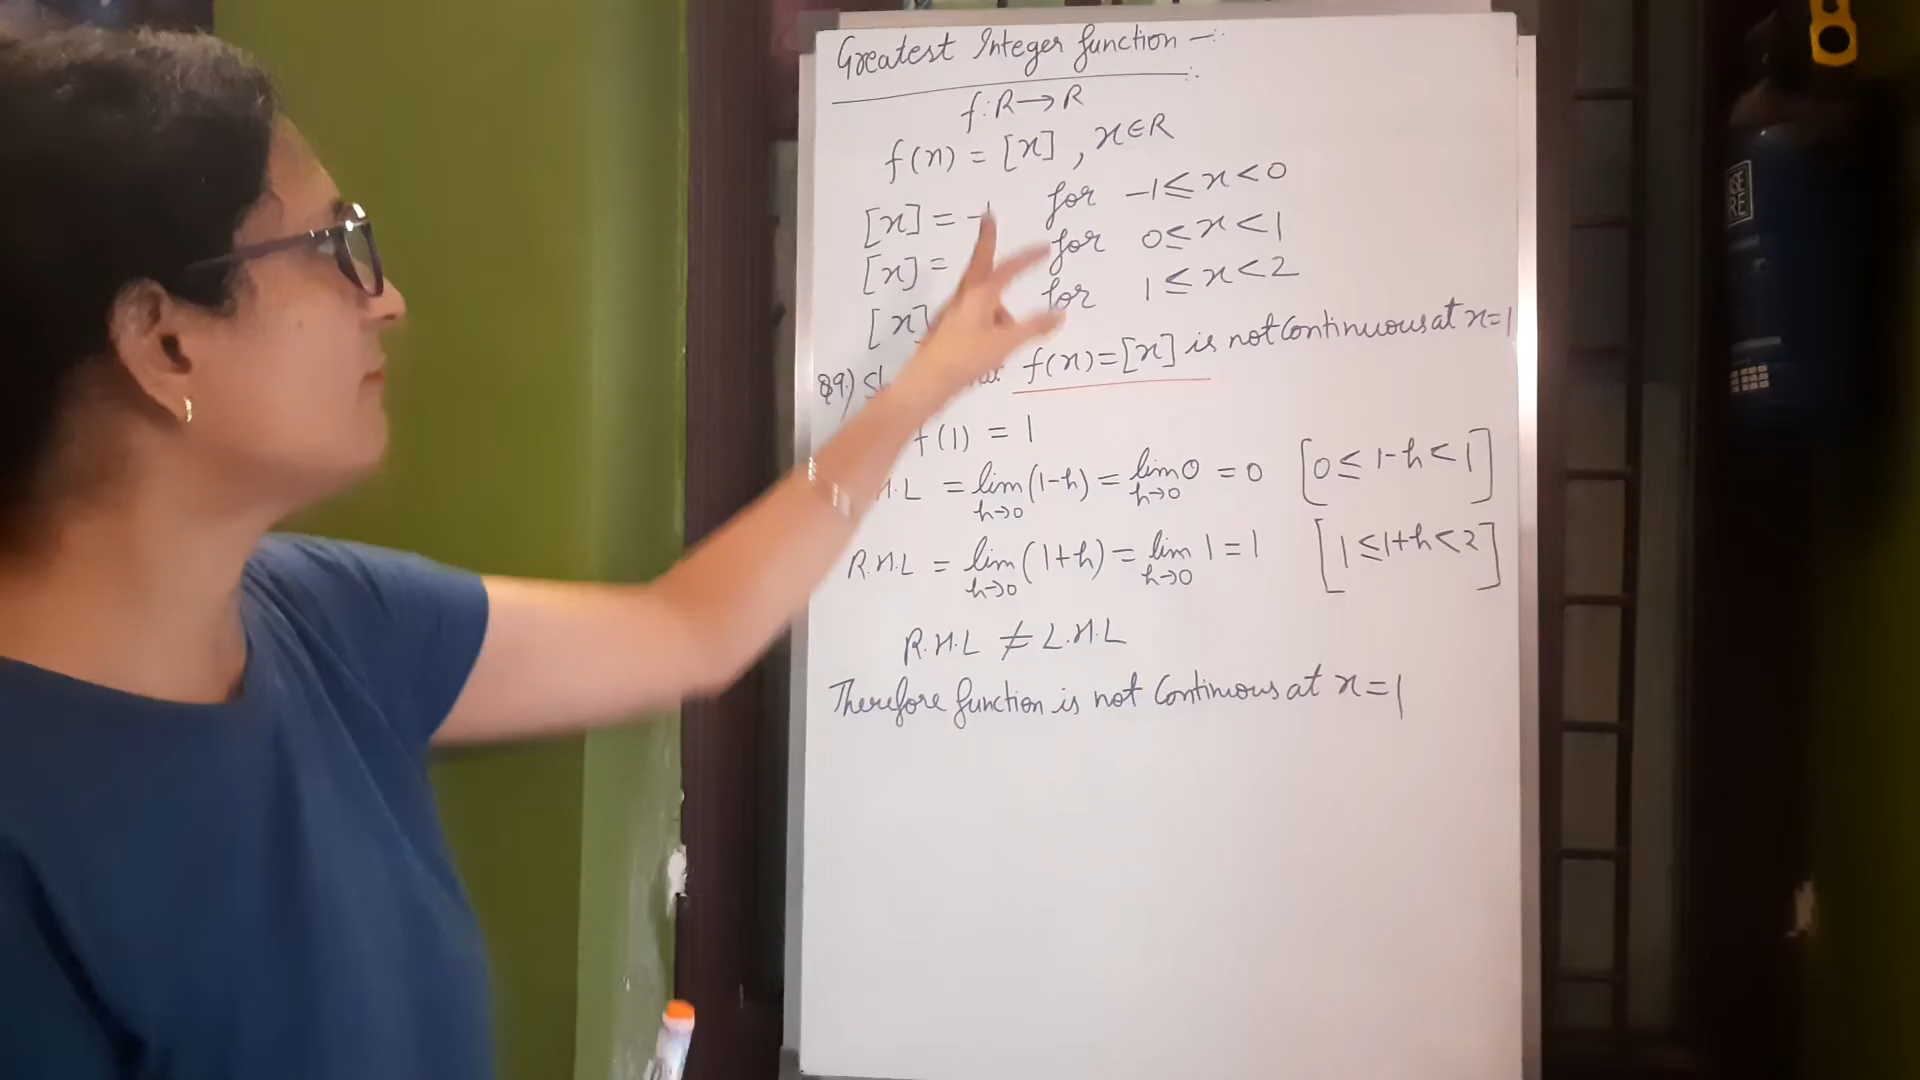 Greatest Integer function -:
f: R→R
f(x) = [x] , x∈R
[x] = -1 for -1≤x<0
[x] = for 0≤x<1
[x] for 1≤x<2
Q9.) f(x)=[x] is not continuous at x=1
f(1) = 1
H.L = lim h→0 (1-h) = lim h→0 0 = 0 [0≤ 1-h <1]
R.H.L = lim h→0 (1+h) = lim h→0 1 = 1 [1≤1+h<2]
R.H.L ≠ L.H.L
Therefore function is not Continuous at x=1